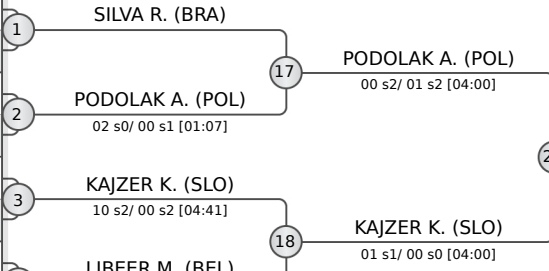 SILVA R. (BRA)
1
17
PODOLAK A. (POL)
00 s2/ 01 s2 [04:00]
PODOLAK A. (POL)
2
02 s0/ 00 s1 [01:07]
KAJZER K. (SLO)
3
10 s2/ 00 s2 [04:41]
18
KAJZER K. (SLO)
01 s1/ 00 s0 [04:00]
LIBEER M. (BEL)